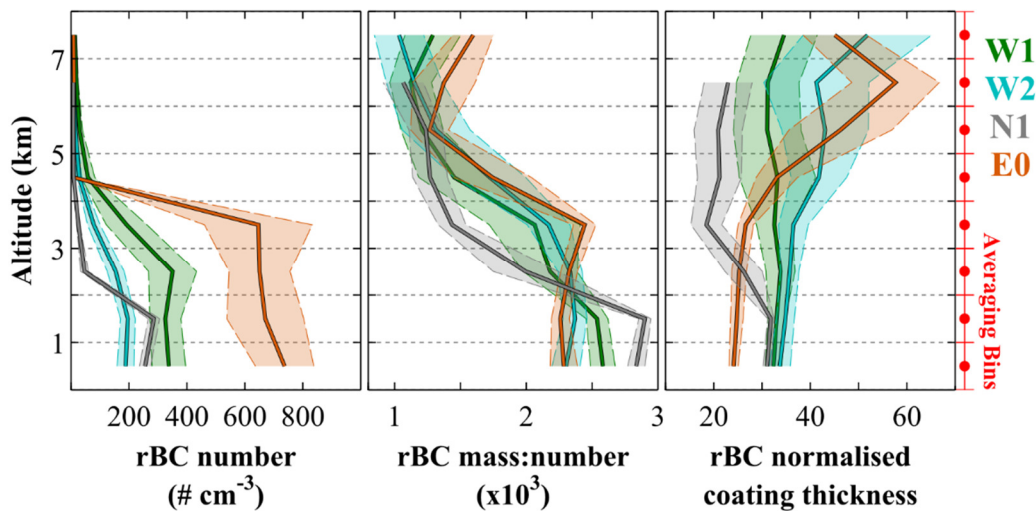 7
5
3
1
Altitude (km)
200 400 600 800
1 2 3
20 40 60
rBC number
(# cm-3)
rBC mass:number
(x103)
rBC normalised
coating thickness
Averaging Bins
W1
W2
N1
E0